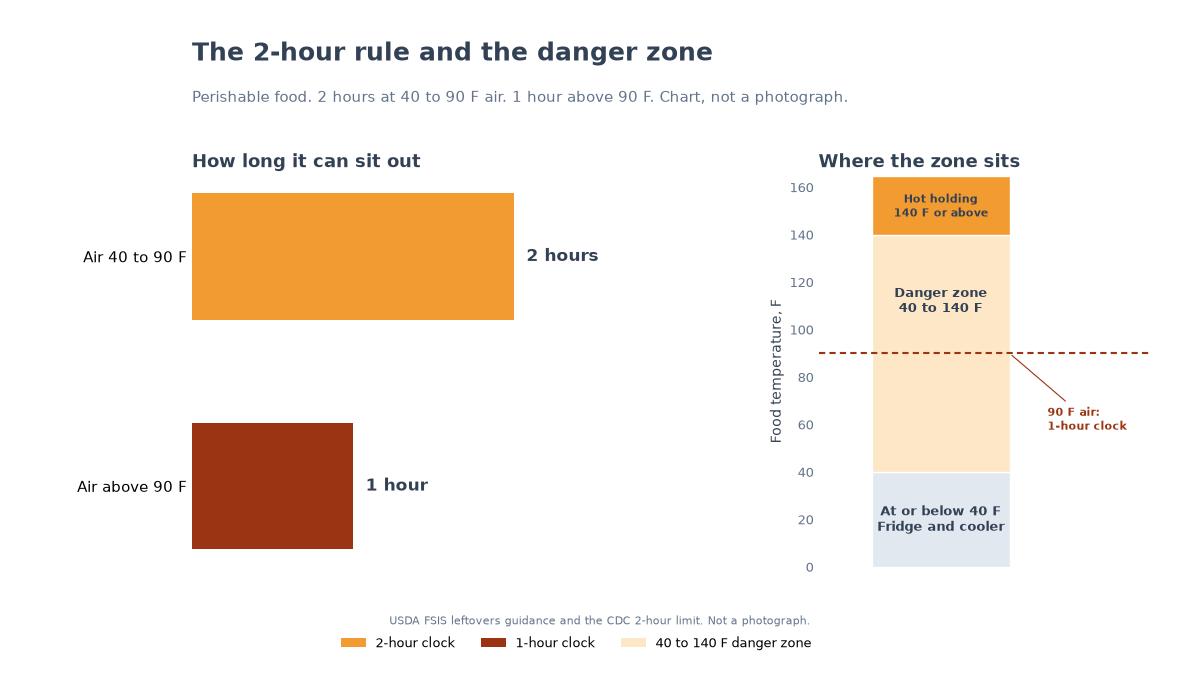 The 2-hour rule and the danger zone
Perishable food. 2 hours at 40 to 90 F air. 1 hour above 90 F. Chart, not a photograph.
How long it can sit out
Air 40 to 90 F
2 hours
Air above 90 F
1 hour
Where the zone sits
Food temperature, F
160
140
120
100
80
60
40
20
0
Hot holding
140 F or above
Danger zone
40 to 140 F
90 F air:
1-hour clock
At or below 40 F
Fridge and cooler
USDA FSIS leftovers guidance and the CDC 2-hour limit. Not a photograph.
2-hour clock
1-hour clock
40 to 140 F danger zone